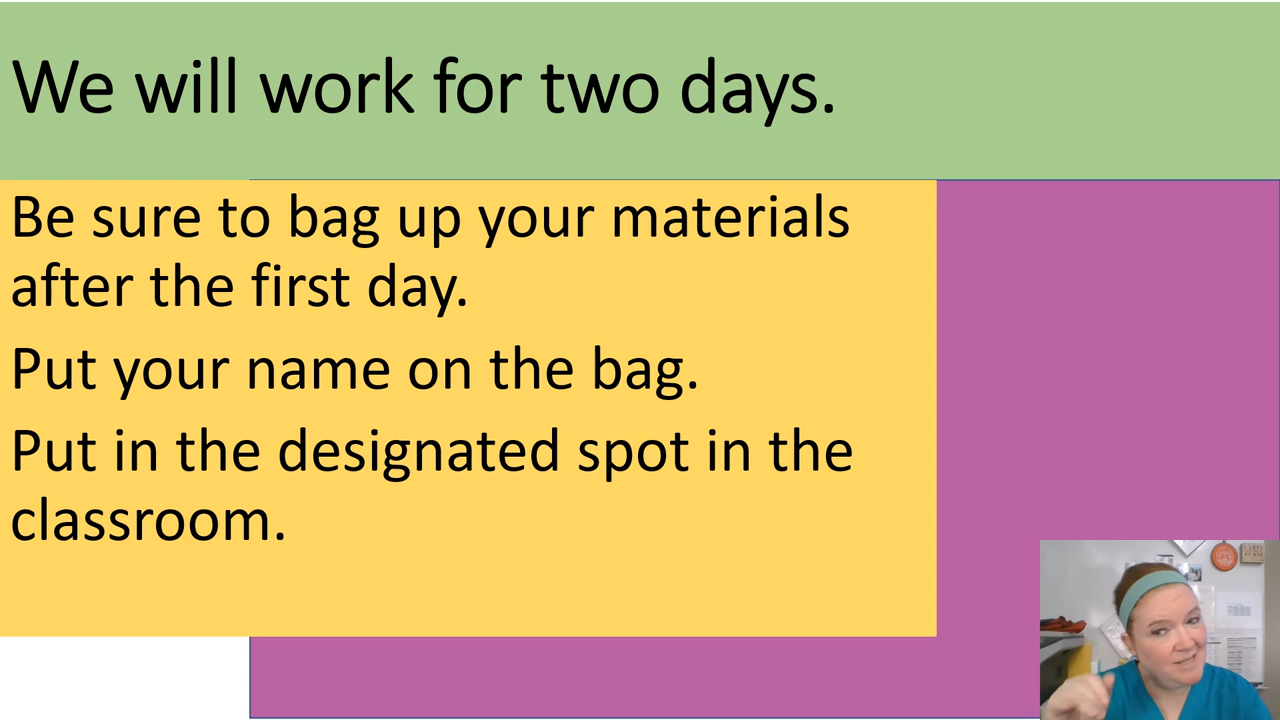 We will work for two days.
Be sure to bag up your materials
after the first day.
Put your name on the bag.
Put in the designated spot in the
classroom.